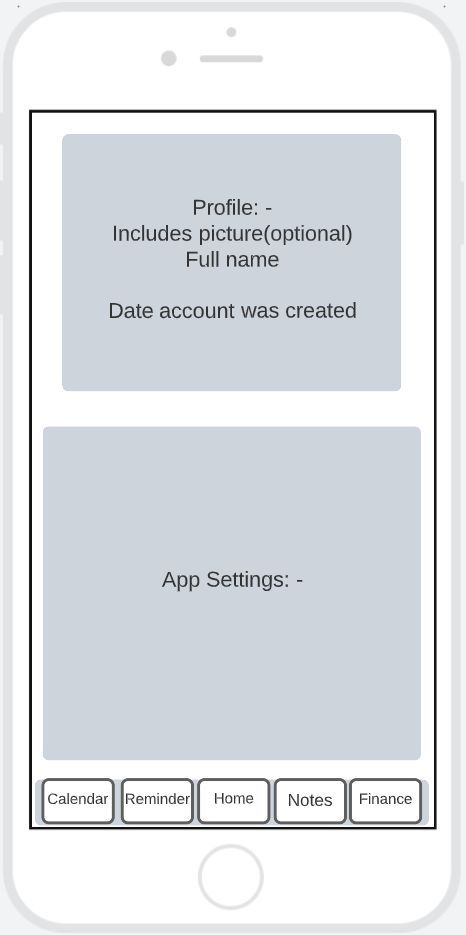 Profile: -
Includes picture(optional)
Full name
Date account was created
App Settings: -
Calendar Reminder Home Notes Finance